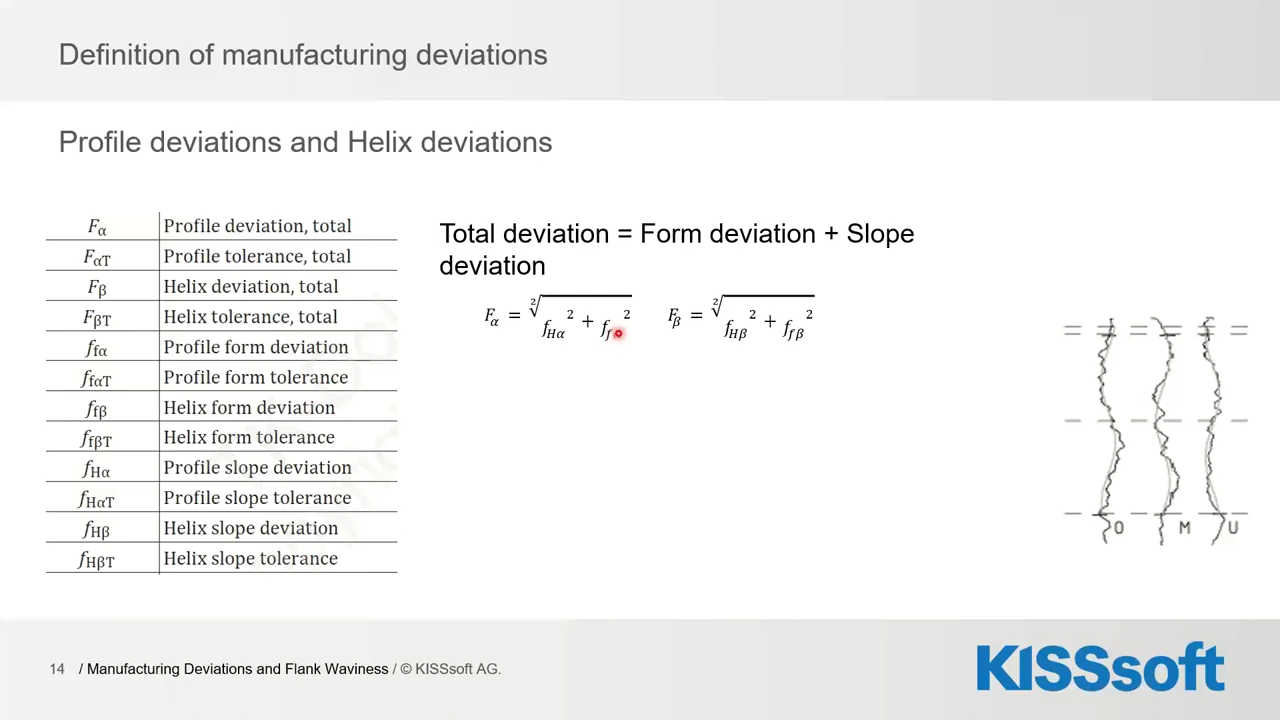 Definition of manufacturing deviations
Profile deviations and Helix deviations
Fα Profile deviation, total
FαT Profile tolerance, total
Fβ Helix deviation, total
FβT Helix tolerance, total
ffα Profile form deviation
ffαT Profile form tolerance
ffβ Helix form deviation
ffβT Helix form tolerance
fHα Profile slope deviation
fHαT Profile slope tolerance
fHβ Helix slope deviation
fHβT Helix slope tolerance
Total deviation = Form deviation + Slope
deviation
Fα = ²√(fHα² + ff²) Fβ = ²√(fHβ² + ffβ²)
O M U
14 / Manufacturing Deviations and Flank Waviness / © KISSsoft AG.
KISSsoft